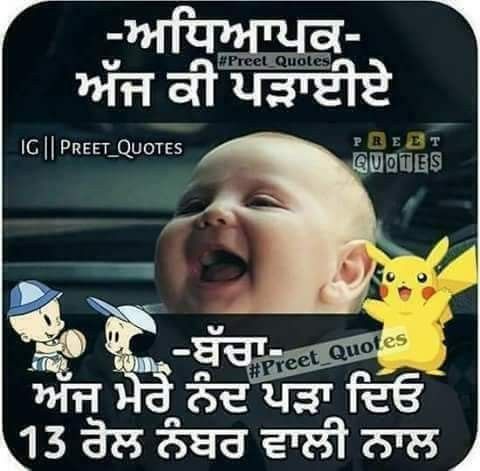 -ਅਧਿਆਪਕ-
#Preet_Quotes
ਅੱਜ ਕੀ ਪੜਾਈਏ
IG || PREET_QUOTES
PREET
QUOTES
-ਬੱਚਾ-
#Preet_Quotes
ਅੱਜ ਮੇਰੇ ਨੰਦ ਪੜਾ ਦਿਓ
13 ਰੋਲ ਨੰਬਰ ਵਾਲੀ ਨਾਲ